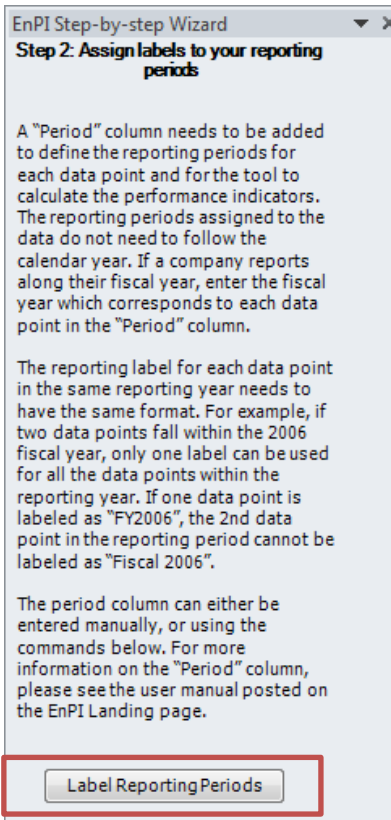 EnPI Step-by-step Wizard
Step 2: Assign labels to your reporting
periods
A "Period" column needs to be added
to define the reporting periods for
each data point and for the tool to
calculate the performance indicators.
The reporting periods assigned to the
data do not need to follow the
calendar year. If a company reports
along their fiscal year, enter the fiscal
year which corresponds to each data
point in the "Period" column.
The reporting label for each data point
in the same reporting year needs to
have the same format. For example, if
two data points fall within the 2006
fiscal year, only one label can be used
for all the data points within the
reporting year. If one data point is
labeled as "FY2006", the 2nd data
point in the reporting period cannot be
labeled as "Fiscal 2006".
The period column can either be
entered manually, or using the
commands below. For more
information on the "Period" column,
please see the user manual posted on
the EnPI Landing page.
Label Reporting Periods